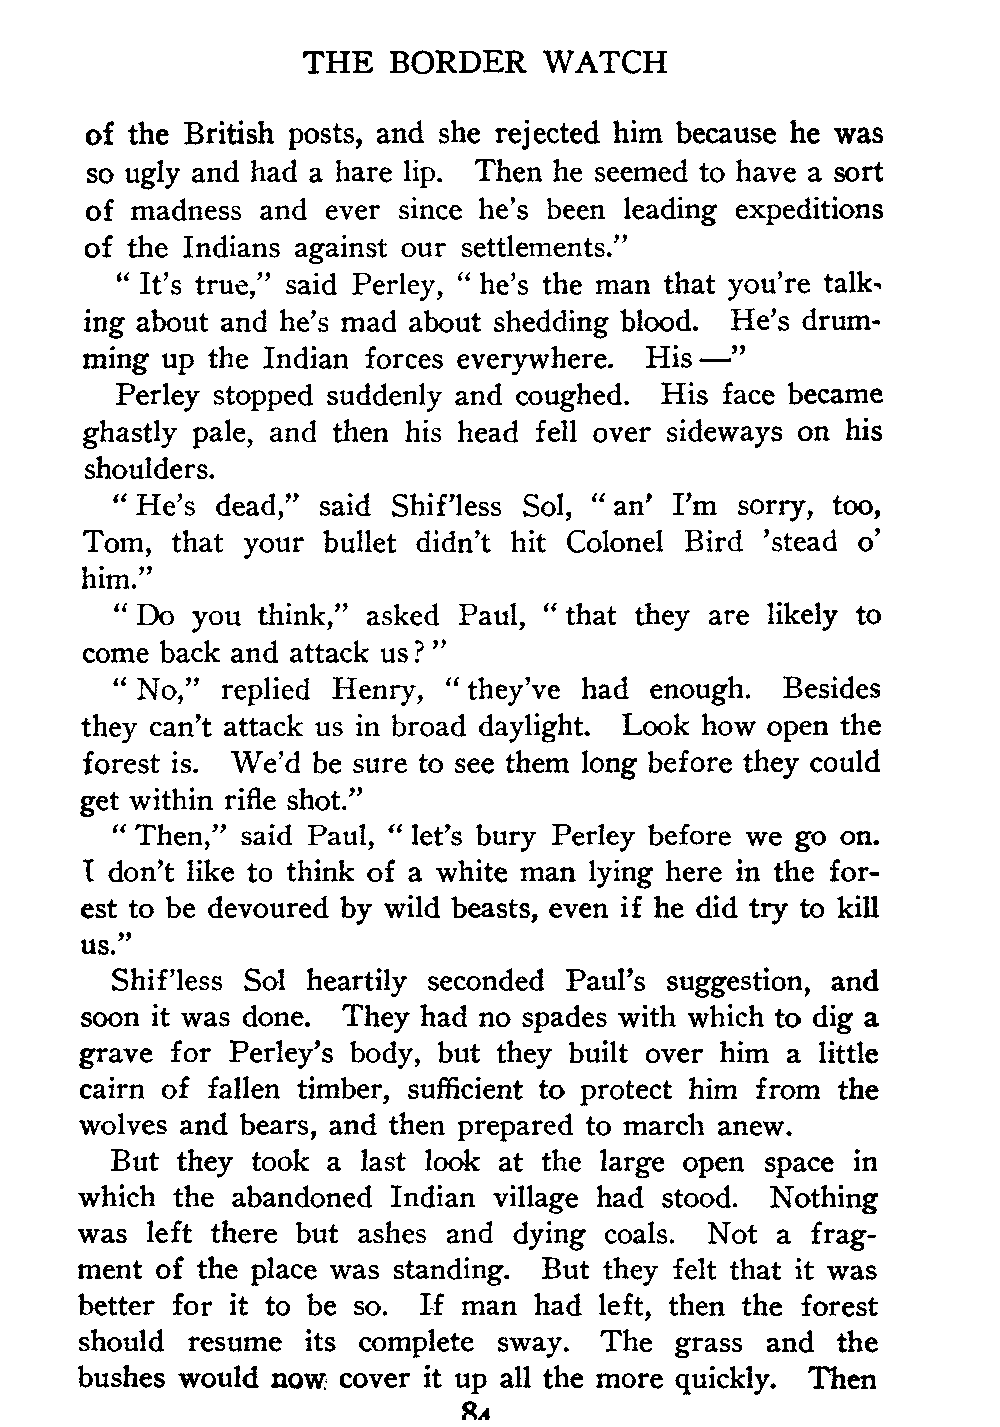 THE BORDER WATCH
of the British posts, and she rejected him because he was
so ugly and had a hare lip. Then he seemed to have a sort
of madness and ever since he's been leading expeditions
of the Indians against our settlements."
" It's true," said Perley, " he's the man that you're talk-
ing about and he's mad about shedding blood. He's drum-
ming up the Indian forces everywhere. His —"
Perley stopped suddenly and coughed. His face became
ghastly pale, and then his head fell over sideways on his
shoulders.
" He's dead," said Shif'less Sol, " an' I'm sorry, too,
Tom, that your bullet didn't hit Colonel Bird 'stead o'
him."
" Do you think," asked Paul, " that they are likely to
come back and attack us? "
" No," replied Henry, " they've had enough. Besides
they can't attack us in broad daylight. Look how open the
forest is. We'd be sure to see them long before they could
get within rifle shot."
" Then," said Paul, " let's bury Perley before we go on.
I don't like to think of a white man lying here in the for-
est to be devoured by wild beasts, even if he did try to kill
us."
Shif'less Sol heartily seconded Paul's suggestion, and
soon it was done. They had no spades with which to dig a
grave for Perley's body, but they built over him a little
cairn of fallen timber, sufficient to protect him from the
wolves and bears, and then prepared to march anew.
But they took a last look at the large open space in
which the abandoned Indian village had stood. Nothing
was left there but ashes and dying coals. Not a frag-
ment of the place was standing. But they felt that it was
better for it to be so. If man had left, then the forest
should resume its complete sway. The grass and the
bushes would now cover it up all the more quickly. Then
84